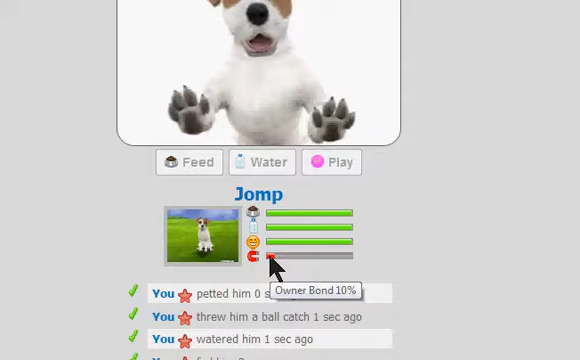 Feed Water Play
Jomp
Owner Bond 10%
You petted him 0 s
You threw him a ball catch 1 sec ago
You watered him 1 sec ago